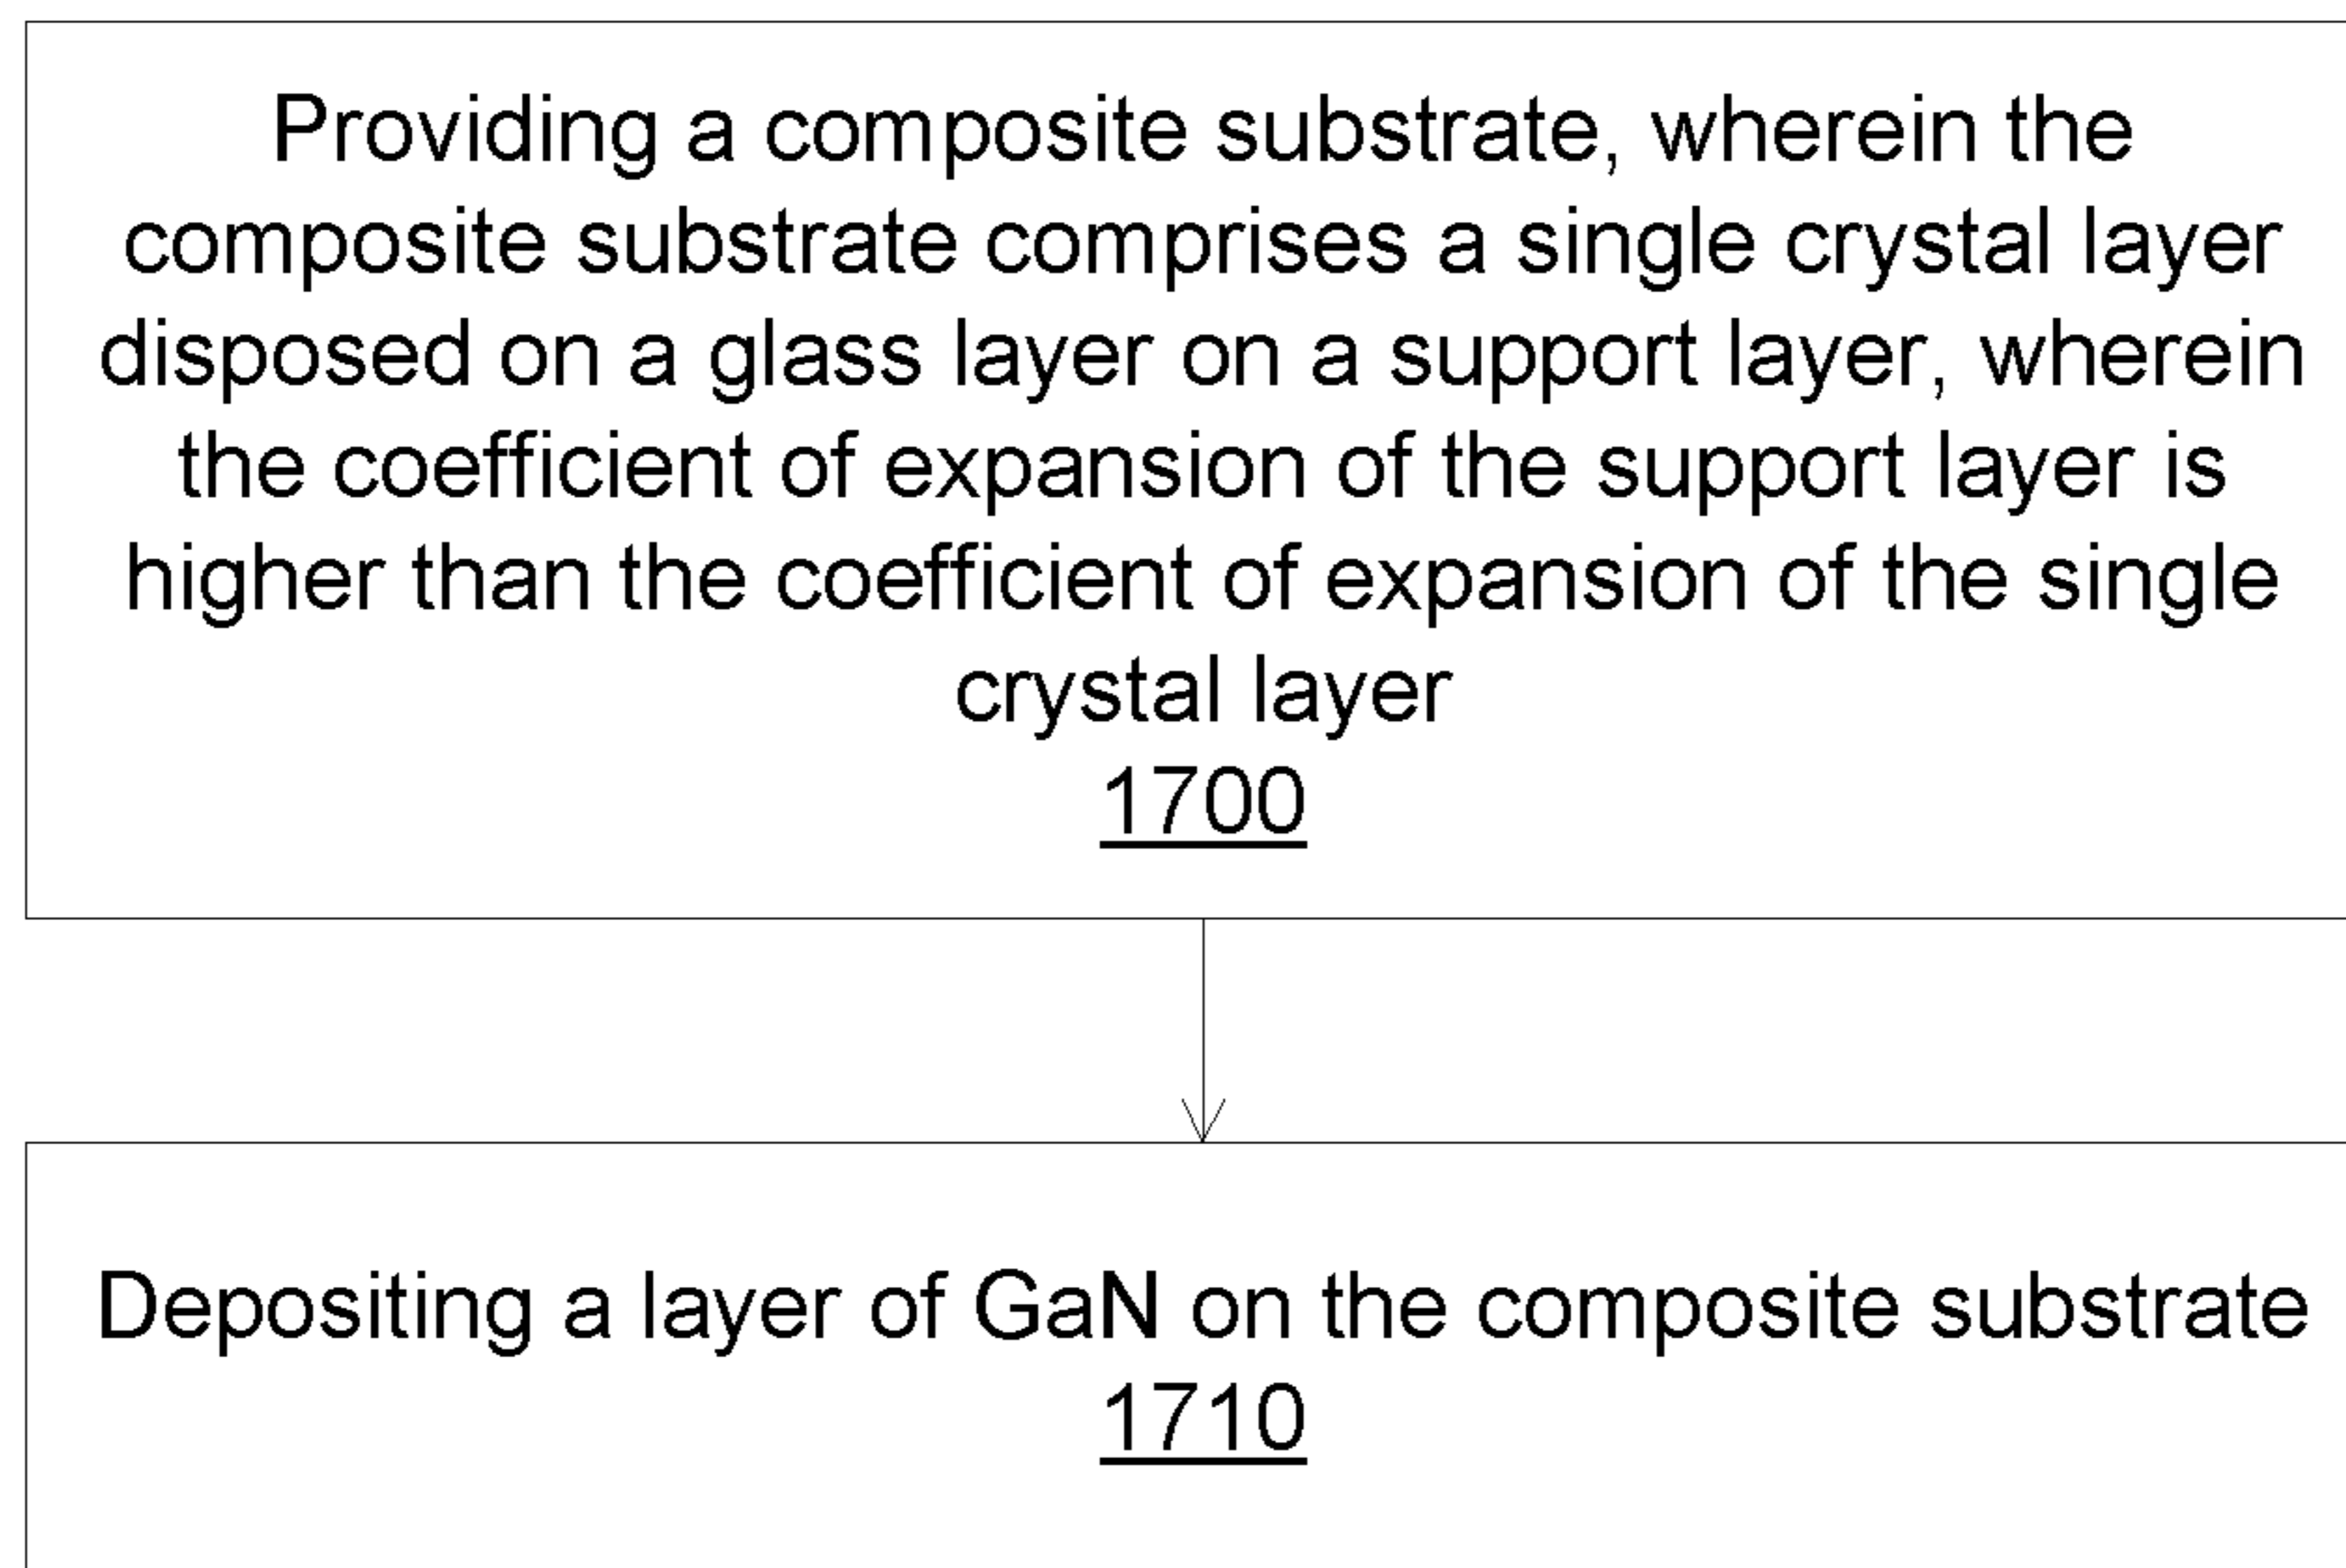 Providing a composite substrate, wherein the
composite substrate comprises a single crystal layer
disposed on a glass layer on a support layer, wherein
the coefficient of expansion of the support layer is
higher than the coefficient of expansion of the single
crystal layer
1700
Depositing a layer of GaN on the composite substrate
1710